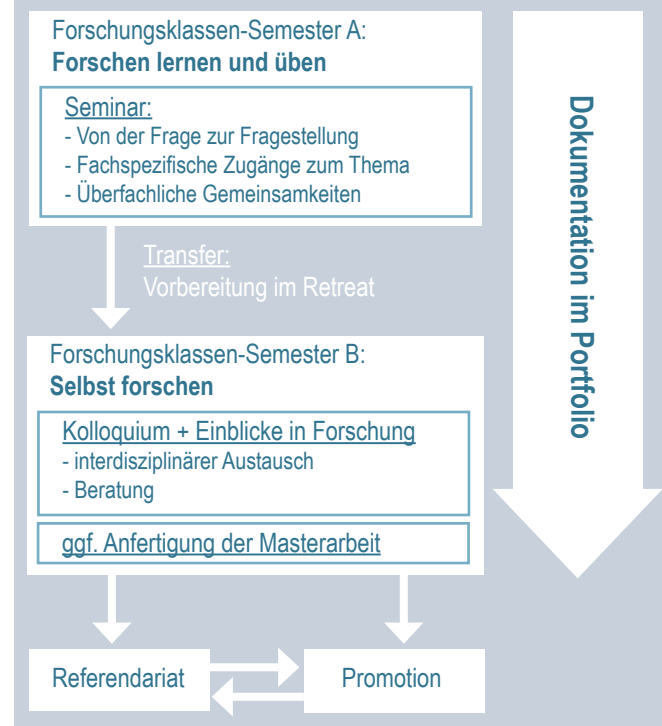 Forschungsklassen-Semester A:
Forschen lernen und üben
Seminar:
- Von der Frage zur Fragestellung
- Fachspezifische Zugänge zum Thema
- Überfachliche Gemeinsamkeiten
Transfer:
Vorbereitung im Retreat
Forschungsklassen-Semester B:
Selbst forschen
Kolloquium + Einblicke in Forschung
- interdisziplinärer Austausch
- Beratung
ggf. Anfertigung der Masterarbeit
Referendariat
Promotion
Dokumentation im Portfolio